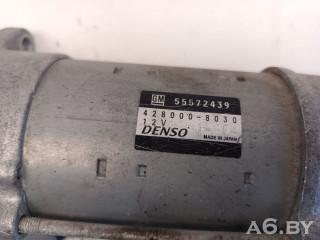 GM 55572439
428000-8030
12V
DENSO MADE IN JAPAN
A6.BY